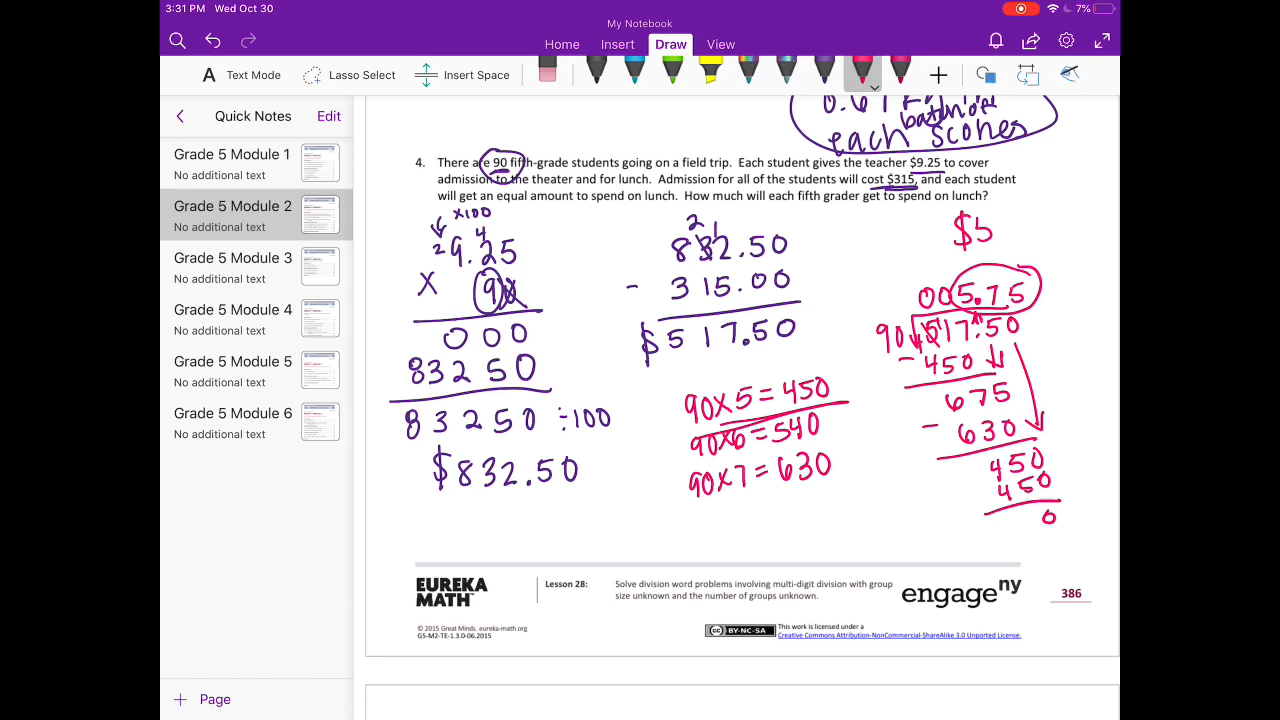 3:31 PM Wed Oct 30
7%
My Notebook
Home Insert Draw View
A Text Mode Lasso Select Insert Space
Quick Notes Edit
Grade 5 Module 1
No additional text
Grade 5 Module 2
No additional text
Grade 5 Module 3
No additional text
Grade 5 Module 4
No additional text
Grade 5 Module 5
No additional text
Grade 5 Module 6
No additional text
+ Page
batch of
each scones
4. There are 90 fifth-grade students going on a field trip. Each student gives the teacher $9.25 to cover
admission to the theater and for lunch. Admission for all of the students will cost $315, and each student
will get an equal amount to spend on lunch. How much will each fifth grader get to spend on lunch?
x100
2 4
9.25
x 90
000
83250
83250 ÷100
$832.50
2 1
832.50
- 315.00
$517.50
90x5=450
90x6=540
90x7=630
$5
005.75
90 517.50
- 450
675
- 630
450
450
0
EUREKA
MATH
Lesson 28: Solve division word problems involving multi-digit division with group
size unknown and the number of groups unknown.
engageny
386
© 2015 Great Minds. eureka-math.org
G5-M2-TE-1.3.0-06.2015
cc BY-NC-SA
This work is licensed under a
Creative Commons Attribution-NonCommercial-ShareAlike 3.0 Unported License.